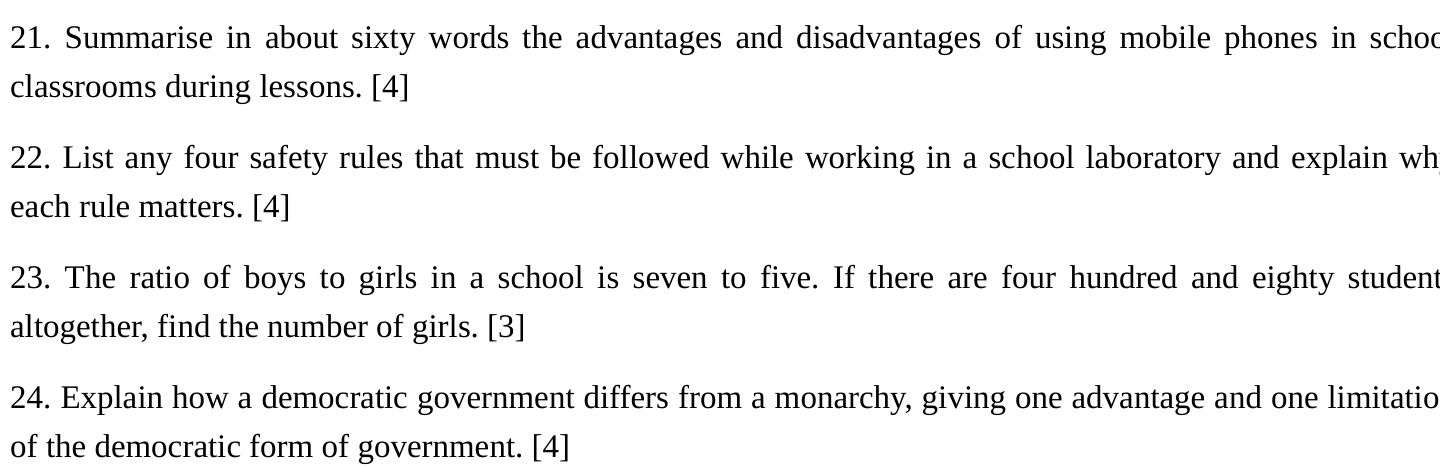 21. Summarise in about sixty words the advantages and disadvantages of using mobile phones in schoo
classrooms during lessons. [4]
22. List any four safety rules that must be followed while working in a school laboratory and explain why
each rule matters. [4]
23. The ratio of boys to girls in a school is seven to five. If there are four hundred and eighty student
altogether, find the number of girls. [3]
24. Explain how a democratic government differs from a monarchy, giving one advantage and one limitatio
of the democratic form of government. [4]